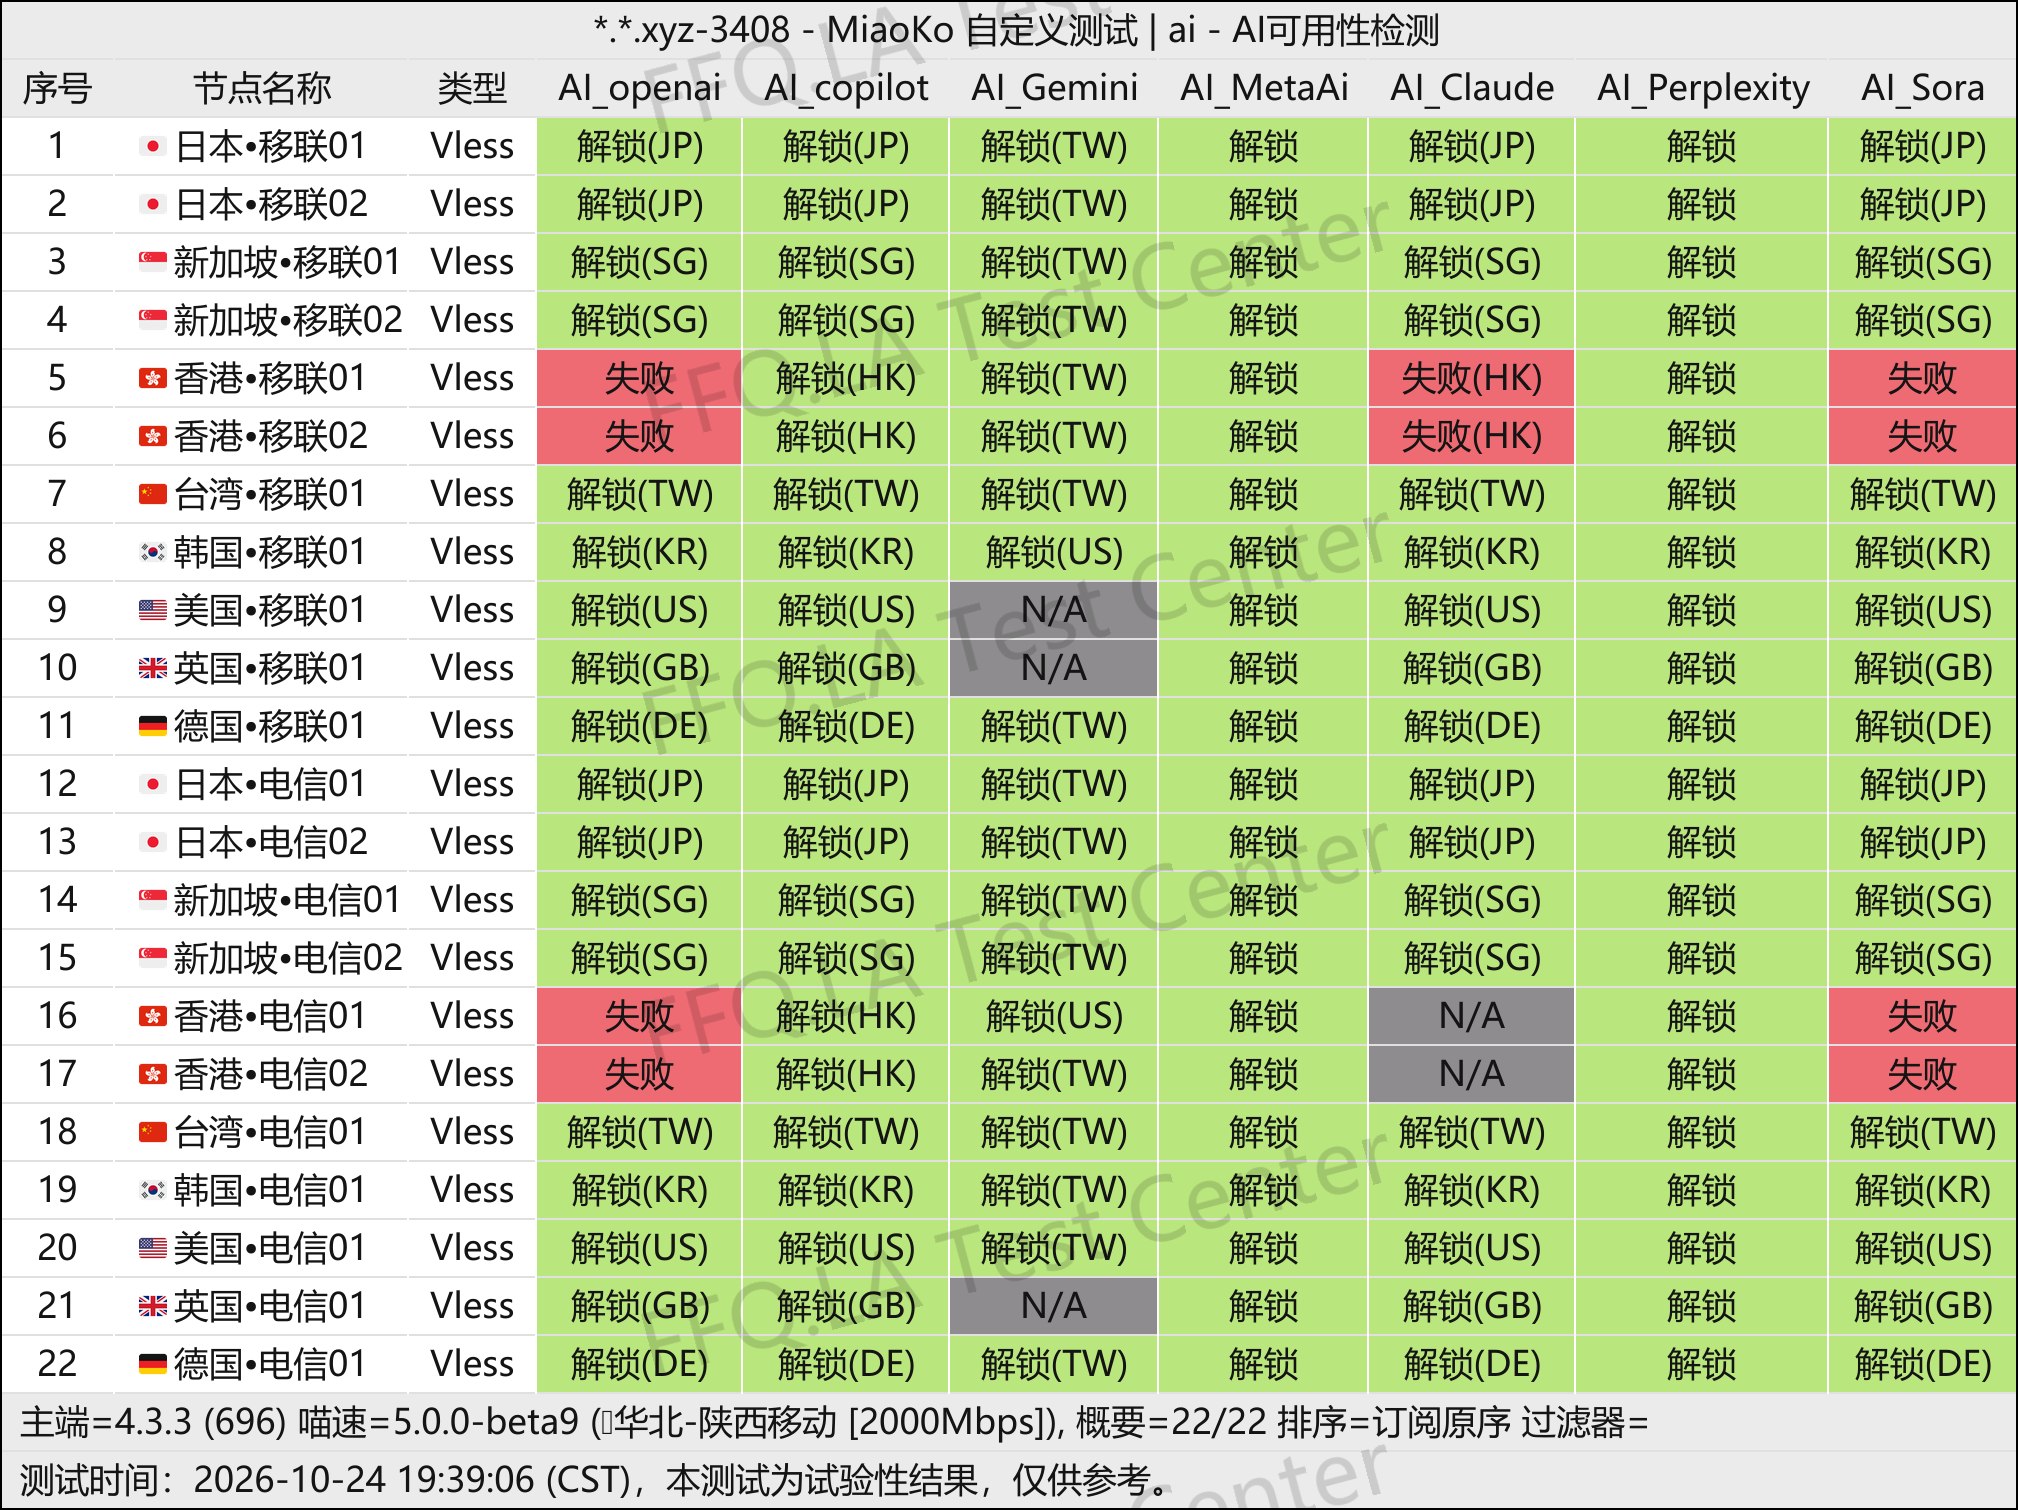 *.*.xyz-3408 - MiaoKo 自定义测试 | ai - AI可用性检测
序号 节点名称 类型 AI_openai AI_copilot AI_Gemini AI_MetaAi AI_Claude AI_Perplexity AI_Sora
1 日本•移联01 Vless 解锁(JP) 解锁(JP) 解锁(TW) 解锁 解锁(JP) 解锁 解锁(JP)
2 日本•移联02 Vless 解锁(JP) 解锁(JP) 解锁(TW) 解锁 解锁(JP) 解锁 解锁(JP)
3 新加坡•移联01 Vless 解锁(SG) 解锁(SG) 解锁(TW) 解锁 解锁(SG) 解锁 解锁(SG)
4 新加坡•移联02 Vless 解锁(SG) 解锁(SG) 解锁(TW) 解锁 解锁(SG) 解锁 解锁(SG)
5 香港•移联01 Vless 失败 解锁(HK) 解锁(TW) 解锁 失败(HK) 解锁 失败
6 香港•移联02 Vless 失败 解锁(HK) 解锁(TW) 解锁 失败(HK) 解锁 失败
7 台湾•移联01 Vless 解锁(TW) 解锁(TW) 解锁(TW) 解锁 解锁(TW) 解锁 解锁(TW)
8 韩国•移联01 Vless 解锁(KR) 解锁(KR) 解锁(US) 解锁 解锁(KR) 解锁 解锁(KR)
9 美国•移联01 Vless 解锁(US) 解锁(US) N/A 解锁 解锁(US) 解锁 解锁(US)
10 英国•移联01 Vless 解锁(GB) 解锁(GB) N/A 解锁 解锁(GB) 解锁 解锁(GB)
11 德国•移联01 Vless 解锁(DE) 解锁(DE) 解锁(TW) 解锁 解锁(DE) 解锁 解锁(DE)
12 日本•电信01 Vless 解锁(JP) 解锁(JP) 解锁(TW) 解锁 解锁(JP) 解锁 解锁(JP)
13 日本•电信02 Vless 解锁(JP) 解锁(JP) 解锁(TW) 解锁 解锁(JP) 解锁 解锁(JP)
14 新加坡•电信01 Vless 解锁(SG) 解锁(SG) 解锁(TW) 解锁 解锁(SG) 解锁 解锁(SG)
15 新加坡•电信02 Vless 解锁(SG) 解锁(SG) 解锁(TW) 解锁 解锁(SG) 解锁 解锁(SG)
16 香港•电信01 Vless 失败 解锁(HK) 解锁(US) 解锁 N/A 解锁 失败
17 香港•电信02 Vless 失败 解锁(HK) 解锁(TW) 解锁 N/A 解锁 失败
18 台湾•电信01 Vless 解锁(TW) 解锁(TW) 解锁(TW) 解锁 解锁(TW) 解锁 解锁(TW)
19 韩国•电信01 Vless 解锁(KR) 解锁(KR) 解锁(TW) 解锁 解锁(KR) 解锁 解锁(KR)
20 美国•电信01 Vless 解锁(US) 解锁(US) 解锁(TW) 解锁 解锁(US) 解锁 解锁(US)
21 英国•电信01 Vless 解锁(GB) 解锁(GB) N/A 解锁 解锁(GB) 解锁 解锁(GB)
22 德国•电信01 Vless 解锁(DE) 解锁(DE) 解锁(TW) 解锁 解锁(DE) 解锁 解锁(DE)
主端=4.3.3 (696) 喵速=5.0.0-beta9 (华北-陕西移动 [2000Mbps]), 概要=22/22 排序=订阅原序 过滤器=
测试时间：2026-10-24 19:39:06 (CST)，本测试为试验性结果，仅供参考。
FFQ.LA Test Center
FFQ.LA Test Center
FFQ.LA Test Center
FFQ.LA Test Center